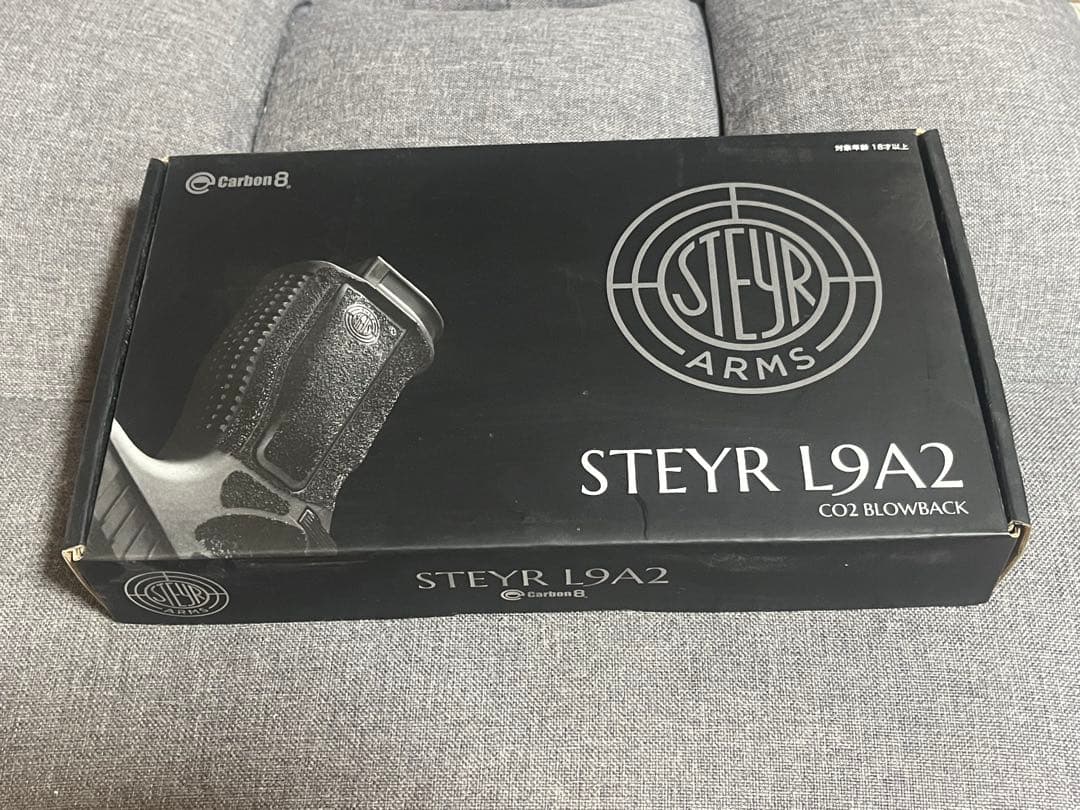 Carbon8
対象年齢 18才以上
STEYR
ARMS
STEYR L9A2
CO2 BLOWBACK
STEYR
ARMS
STEYR L9A2
Carbon8